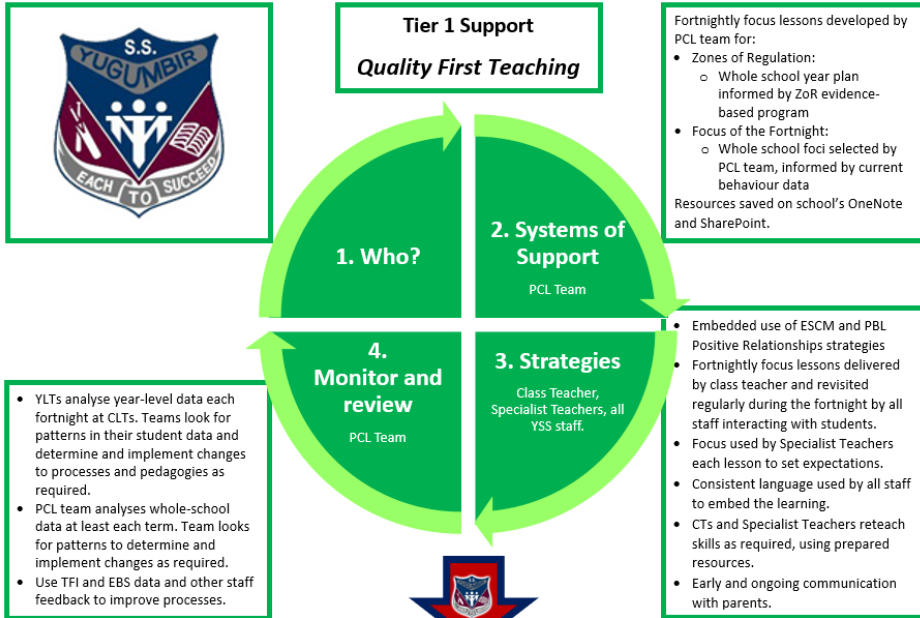 S.S.
YUGUMBIR
EACH TO SUCCEED
Tier 1 Support
Quality First Teaching
Fortnightly focus lessons developed by
PCL team for:
• Zones of Regulation:
o Whole school year plan
informed by ZoR evidence-
based program
• Focus of the Fortnight:
o Whole school foci selected by
PCL team, informed by current
behaviour data
Resources saved on school's OneNote
and SharePoint.
1. Who?
2. Systems of
Support
PCL Team
3. Strategies
Class Teacher,
Specialist Teachers, all
YSS staff.
4.
Monitor and
review
PCL Team
• Embedded use of ESCM and PBL
Positive Relationships strategies
• Fortnightly focus lessons delivered
by class teacher and revisited
regularly during the fortnight by all
staff interacting with students.
• Focus used by Specialist Teachers
each lesson to set expectations.
• Consistent language used by all staff
to embed the learning.
• CTs and Specialist Teachers reteach
skills as required, using prepared
resources.
• Early and ongoing communication
with parents.
• YLTs analyse year-level data each
fortnight at CLTs. Teams look for
patterns in their student data and
determine and implement changes
to processes and pedagogies as
required.
• PCL team analyses whole-school
data at least each term. Team looks
for patterns to determine and
implement changes as required.
• Use TFI and EBS data and other staff
feedback to improve processes.